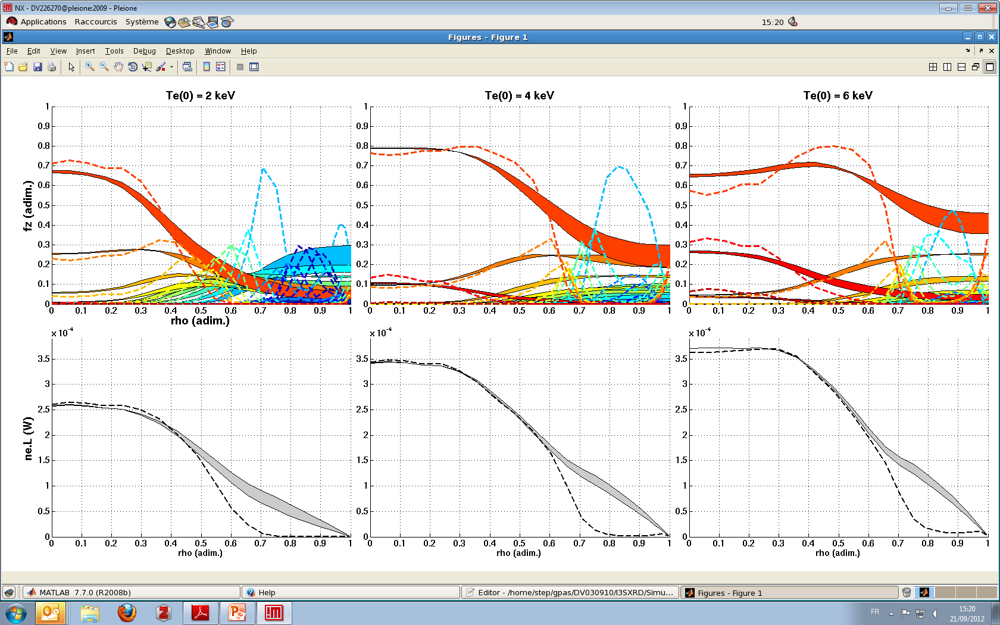 NX - DV226270@pleione:2009 - Pleione
Applications Raccourcis Système 15:20
Figures - Figure 1
File Edit View Insert Tools Debug Desktop Window Help
Te(0) = 2 keV Te(0) = 4 keV Te(0) = 6 keV
fz (adim.)
1 0.9 0.8 0.7 0.6 0.5 0.4 0.3 0.2 0.1 0
0 0.1 0.2 0.3 0.4 0.5 0.6 0.7 0.8 0.9 1
rho (adim.)
1 0.9 0.8 0.7 0.6 0.5 0.4 0.3 0.2 0.1 0
0 0.1 0.2 0.3 0.4 0.5 0.6 0.7 0.8 0.9 1
1 0.9 0.8 0.7 0.6 0.5 0.4 0.3 0.2 0.1 0
0 0.1 0.2 0.3 0.4 0.5 0.6 0.7 0.8 0.9 1
x 10^-4
ne.L (W)
3.5 3 2.5 2 1.5 1 0.5 0
0 0.1 0.2 0.3 0.4 0.5 0.6 0.7 0.8 0.9 1
rho (adim.)
x 10^-4
3.5 3 2.5 2 1.5 1 0.5 0
0 0.1 0.2 0.3 0.4 0.5 0.6 0.7 0.8 0.9 1
rho (adim.)
x 10^-4
3.5 3 2.5 2 1.5 1 0.5 0
0 0.1 0.2 0.3 0.4 0.5 0.6 0.7 0.8 0.9 1
rho (adim.)
MATLAB 7.7.0 (R2008b) Help Editor - /home/step/gpas/DV030910/I3SXRD/Simu... Figures - Figure 1
FR 15:20
21/09/2012